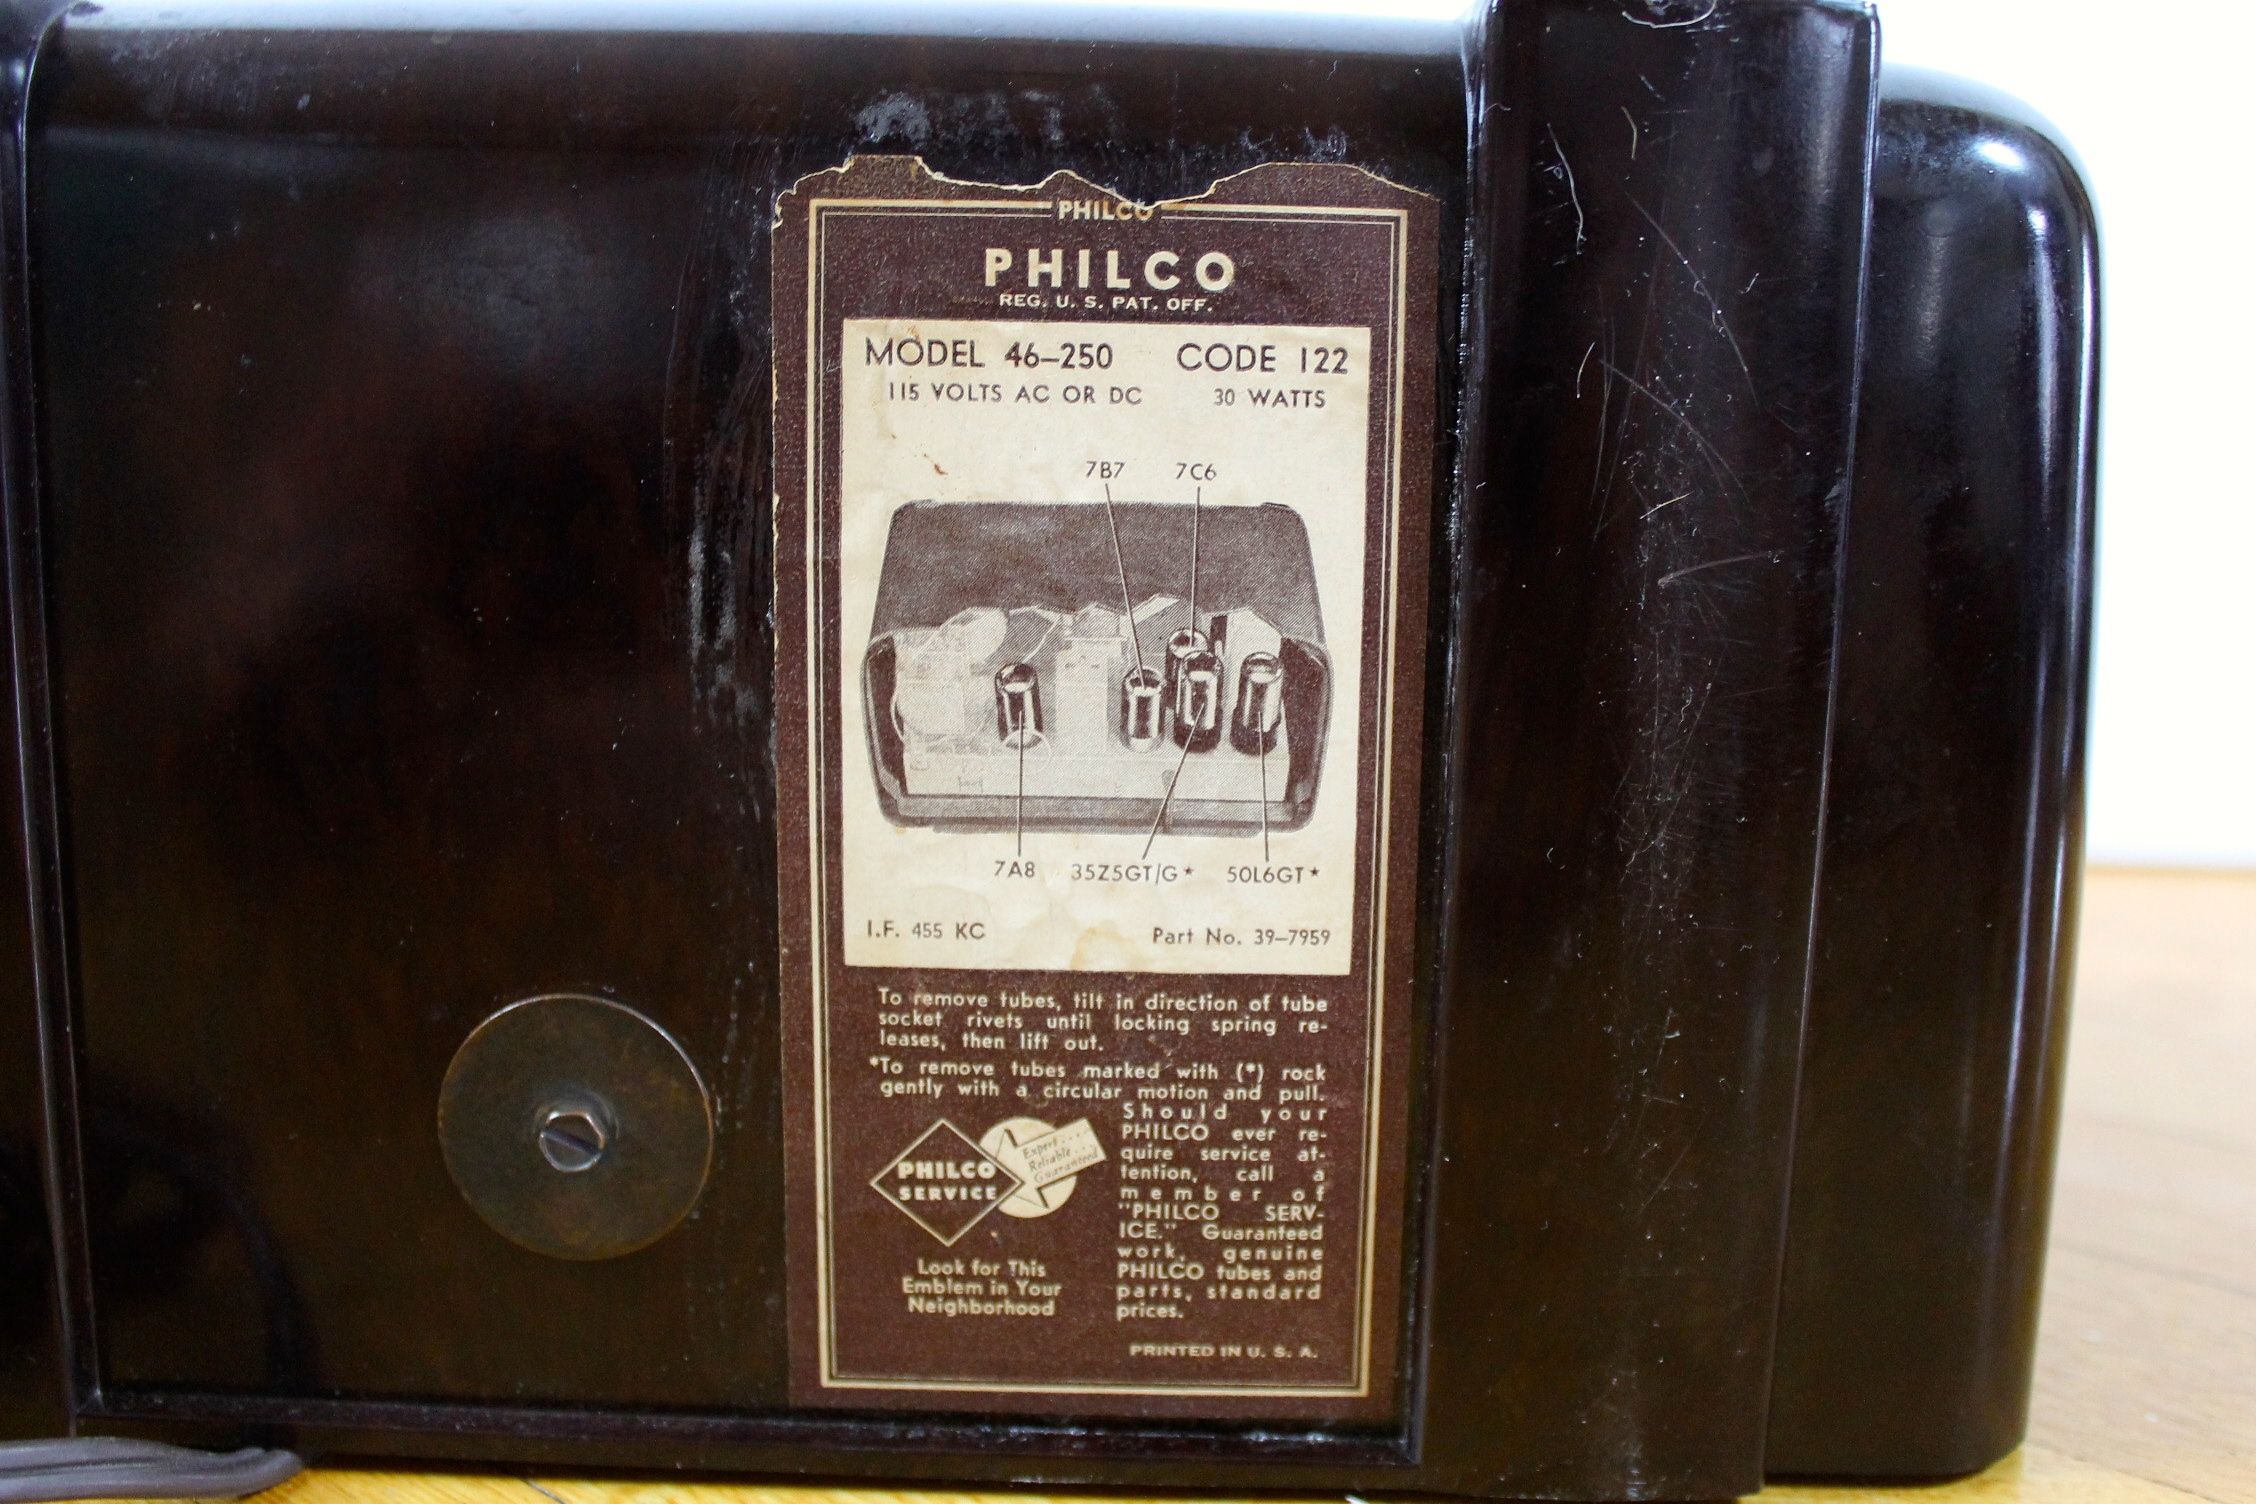 PHILCO
PHILCO
REG. U. S. PAT. OFF.
MODEL 46–250 CODE 122
115 VOLTS AC OR DC 30 WATTS
7B7 7C6
7A8 35Z5GT/G★ 50L6GT★
I.F. 455 KC Part No. 39–7959
To remove tubes, tilt in direction of tube
socket rivets until locking spring re-
leases, then lift out.
*To remove tubes marked with (*) rock
gently with a circular motion and pull.
PHILCO
SERVICE
Expert....
Reliable...
Guaranteed
Look for This
Emblem in Your
Neighborhood
Should your
PHILCO ever re-
quire service at-
tention, call a
member of
"PHILCO SERV-
ICE." Guaranteed
work, genuine
PHILCO tubes and
parts, standard
prices.
PRINTED IN U. S. A.